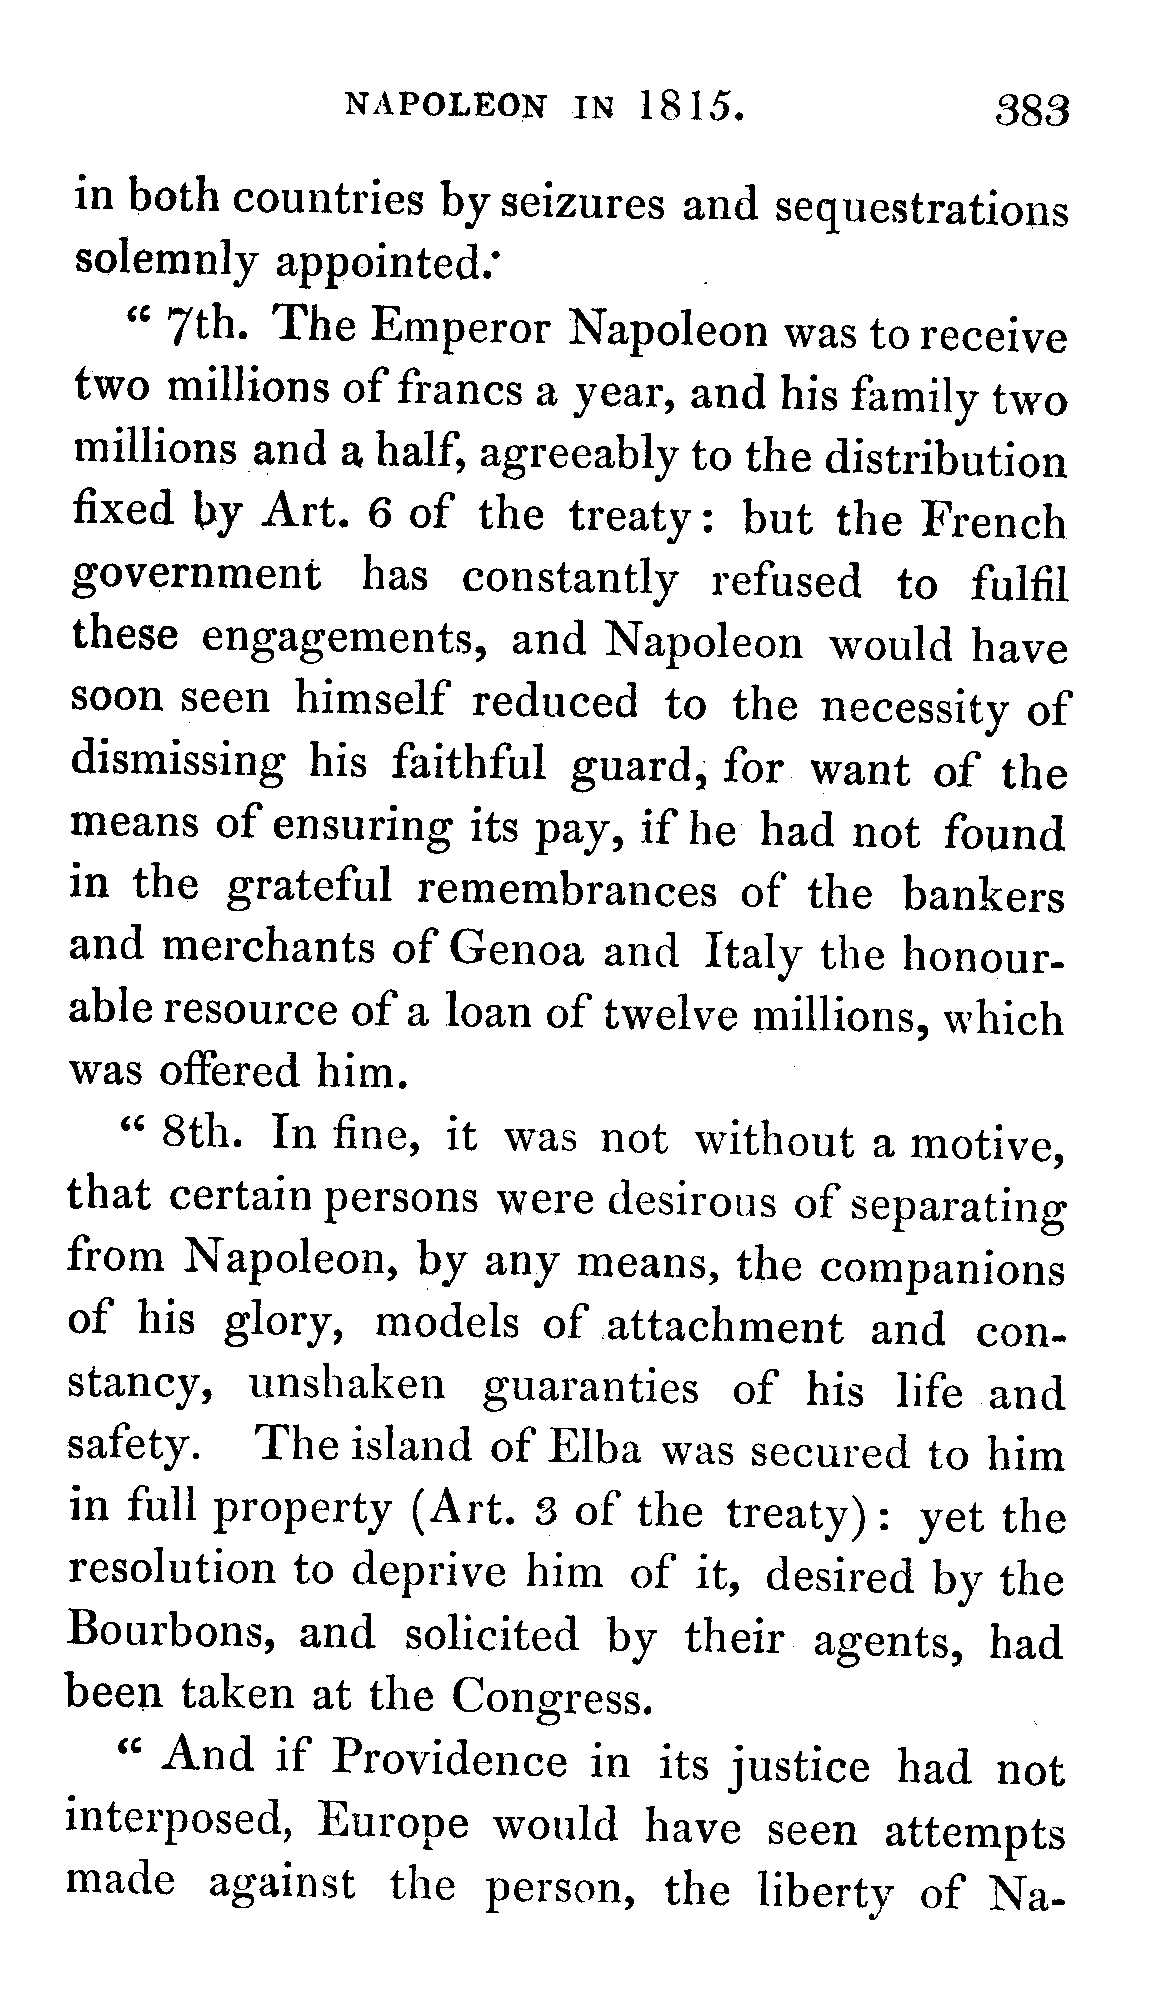 NAPOLEON IN 1815. 383
in both countries by seizures and sequestrations
solemnly appointed.
“ 7th. The Emperor Napoleon was to receive
two millions of francs a year, and his family two
millions and a half, agreeably to the distribution
fixed by Art. 6 of the treaty: but the French
government has constantly refused to fulfil
these engagements, and Napoleon would have
soon seen himself reduced to the necessity of
dismissing his faithful guard, for want of the
means of ensuring its pay, if he had not found
in the grateful remembrances of the bankers
and merchants of Genoa and Italy the honour-
able resource of a loan of twelve millions, which
was offered him.
“ 8th. In fine, it was not without a motive,
that certain persons were desirous of separating
from Napoleon, by any means, the companions
of his glory, models of attachment and con-
stancy, unshaken guaranties of his life and
safety. The island of Elba was secured to him
in full property (Art. 3 of the treaty): yet the
resolution to deprive him of it, desired by the
Bourbons, and solicited by their agents, had
been taken at the Congress.
“ And if Providence in its justice had not
interposed, Europe would have seen attempts
made against the person, the liberty of Na-